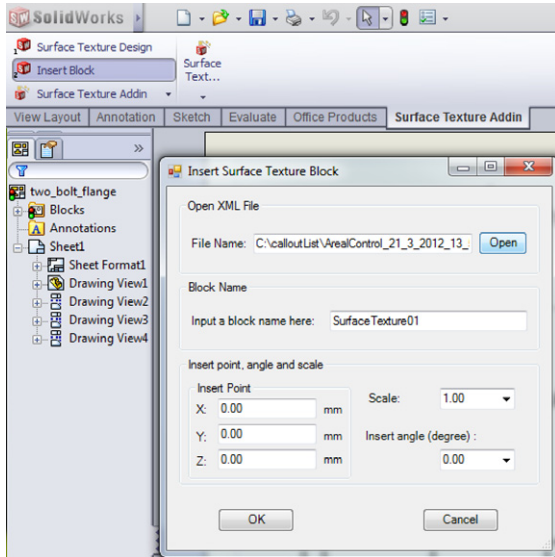 SolidWorks
Surface Texture Design
Insert Block
Surface Texture Addin
Surface
Text...
View Layout Annotation Sketch Evaluate Office Products Surface Texture Addin
two_bolt_flange
Blocks
Annotations
Sheet1
Sheet Format1
Drawing View1
Drawing View2
Drawing View3
Drawing View4
Insert Surface Texture Block
Open XML File
File Name: C:\calloutList\ArealControl_21_3_2012_13_ Open
Block Name
Input a block name here: SurfaceTexture01
Insert point, angle and scale
Insert Point
X: 0.00 mm
Y: 0.00 mm
Z: 0.00 mm
Scale: 1.00
Insert angle (degree) :
0.00
OK Cancel